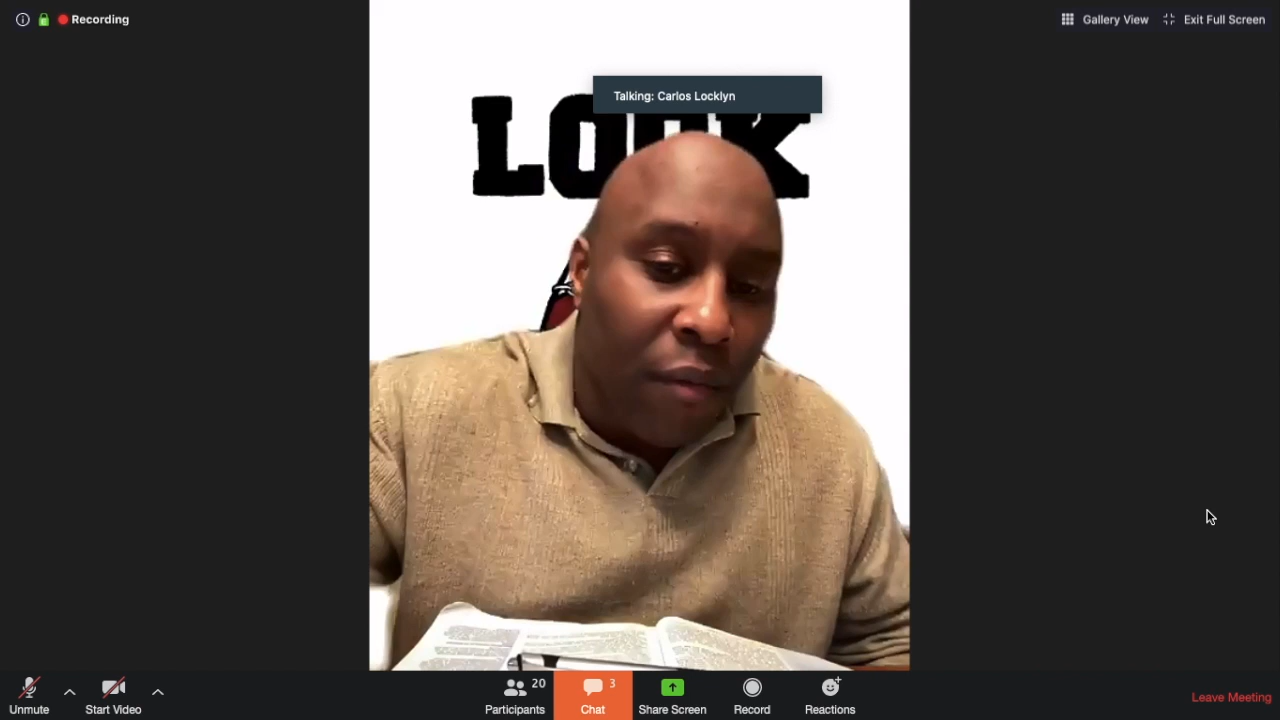 Recording
Gallery View
Exit Full Screen
Talking: Carlos Locklyn
LOOK
Unmute
Start Video
20
Participants
3
Chat
Share Screen
Record
Reactions
Leave Meeting